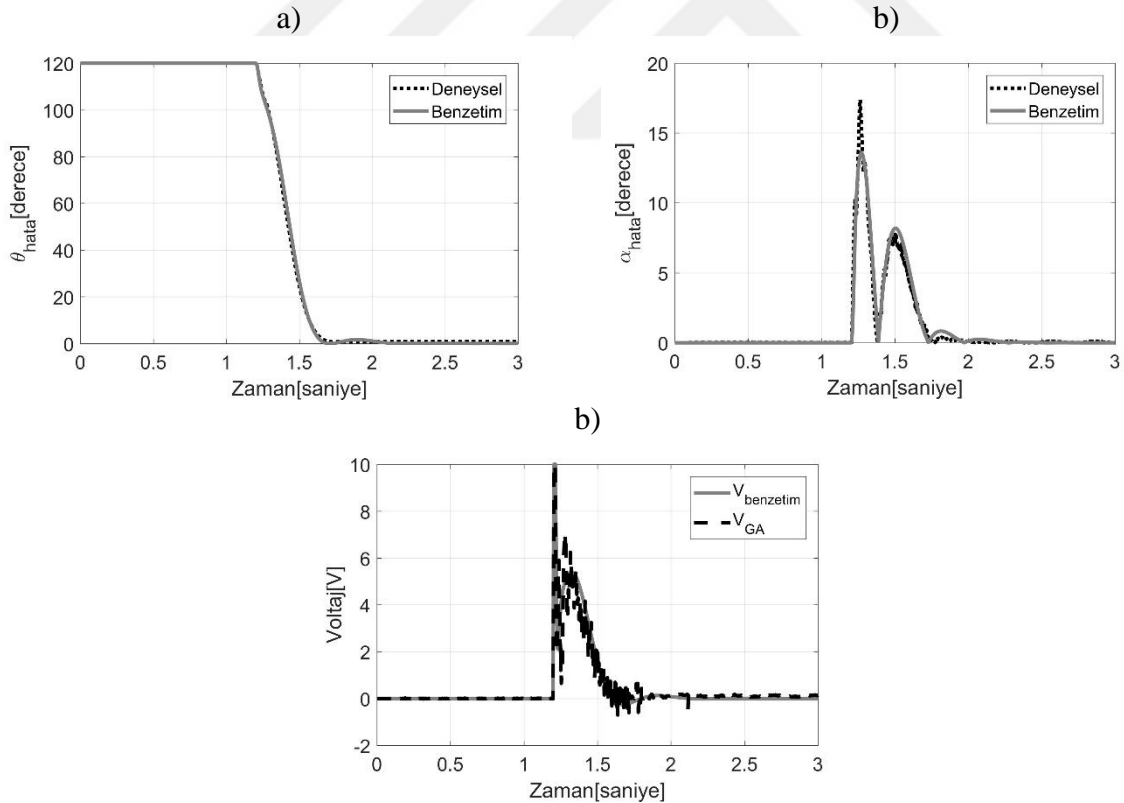 a)
b)
120
100
80
60
40
20
0
θhata[derece]
Deneysel
Benzetim
0 0.5 1 1.5 2 2.5 3
Zaman[saniye]
20
15
10
5
0
αhata[derece]
Deneysel
Benzetim
0 0.5 1 1.5 2 2.5 3
Zaman[saniye]
b)
10
8
6
4
2
0
-2
Voltaj[V]
Vbenzetim
VGA
0 0.5 1 1.5 2 2.5 3
Zaman[saniye]